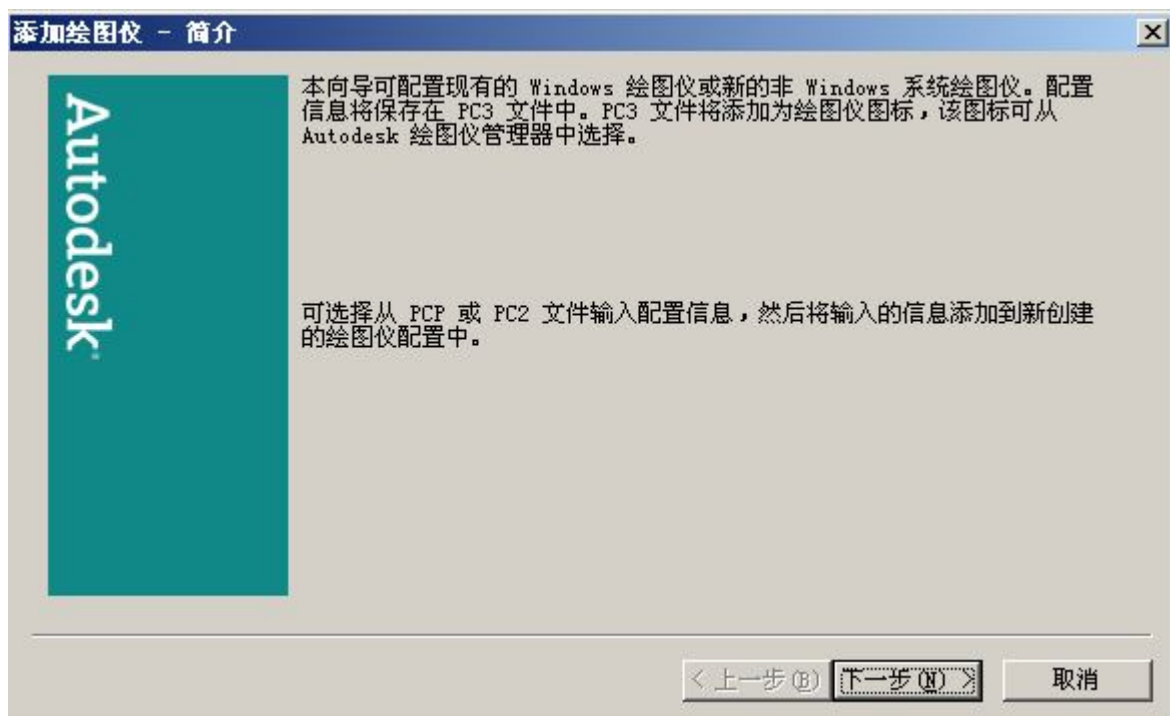 添加绘图仪 - 简介
Autodesk
本向导可配置现有的 Windows 绘图仪或新的非 Windows 系统绘图仪。配置
信息将保存在 PC3 文件中。PC3 文件将添加为绘图仪图标，该图标可从
Autodesk 绘图仪管理器中选择。
可选择从 PCP 或 PC2 文件输入配置信息，然后将输入的信息添加到新创建
的绘图仪配置中。
< 上一步(B)
下一步(N) >
取消